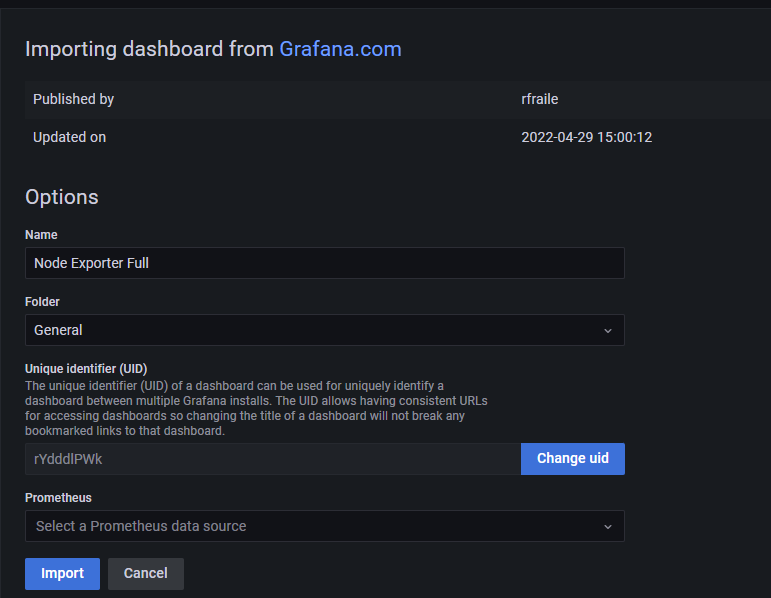 Importing dashboard from Grafana.com
Published by rfraile
Updated on 2022-04-29 15:00:12
Options
Name
Node Exporter Full
Folder
General
Unique identifier (UID)
The unique identifier (UID) of a dashboard can be used for uniquely identify a
dashboard between multiple Grafana installs. The UID allows having consistent URLs
for accessing dashboards so changing the title of a dashboard will not break any
bookmarked links to that dashboard.
rYdddlPWk Change uid
Prometheus
Select a Prometheus data source
Import Cancel